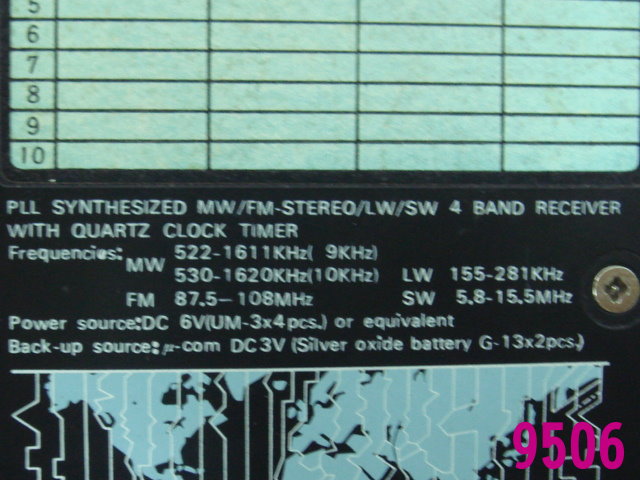 5
6
7
8
9
10
PLL SYNTHESIZED MW/FM-STEREO/LW/SW 4 BAND RECEIVER
WITH QUARTZ CLOCK TIMER
Frequencies: MW 522-1611KHz( 9KHz)
530-1620KHz(10KHz) LW 155-281KHz
FM 87.5-108MHz SW 5.8-15.5MHz
Power source:DC 6V(UM-3x4pcs.) or equivalent
Back-up source:μ-com DC3V (Silver oxide battery G-13x2pcs.)
9506